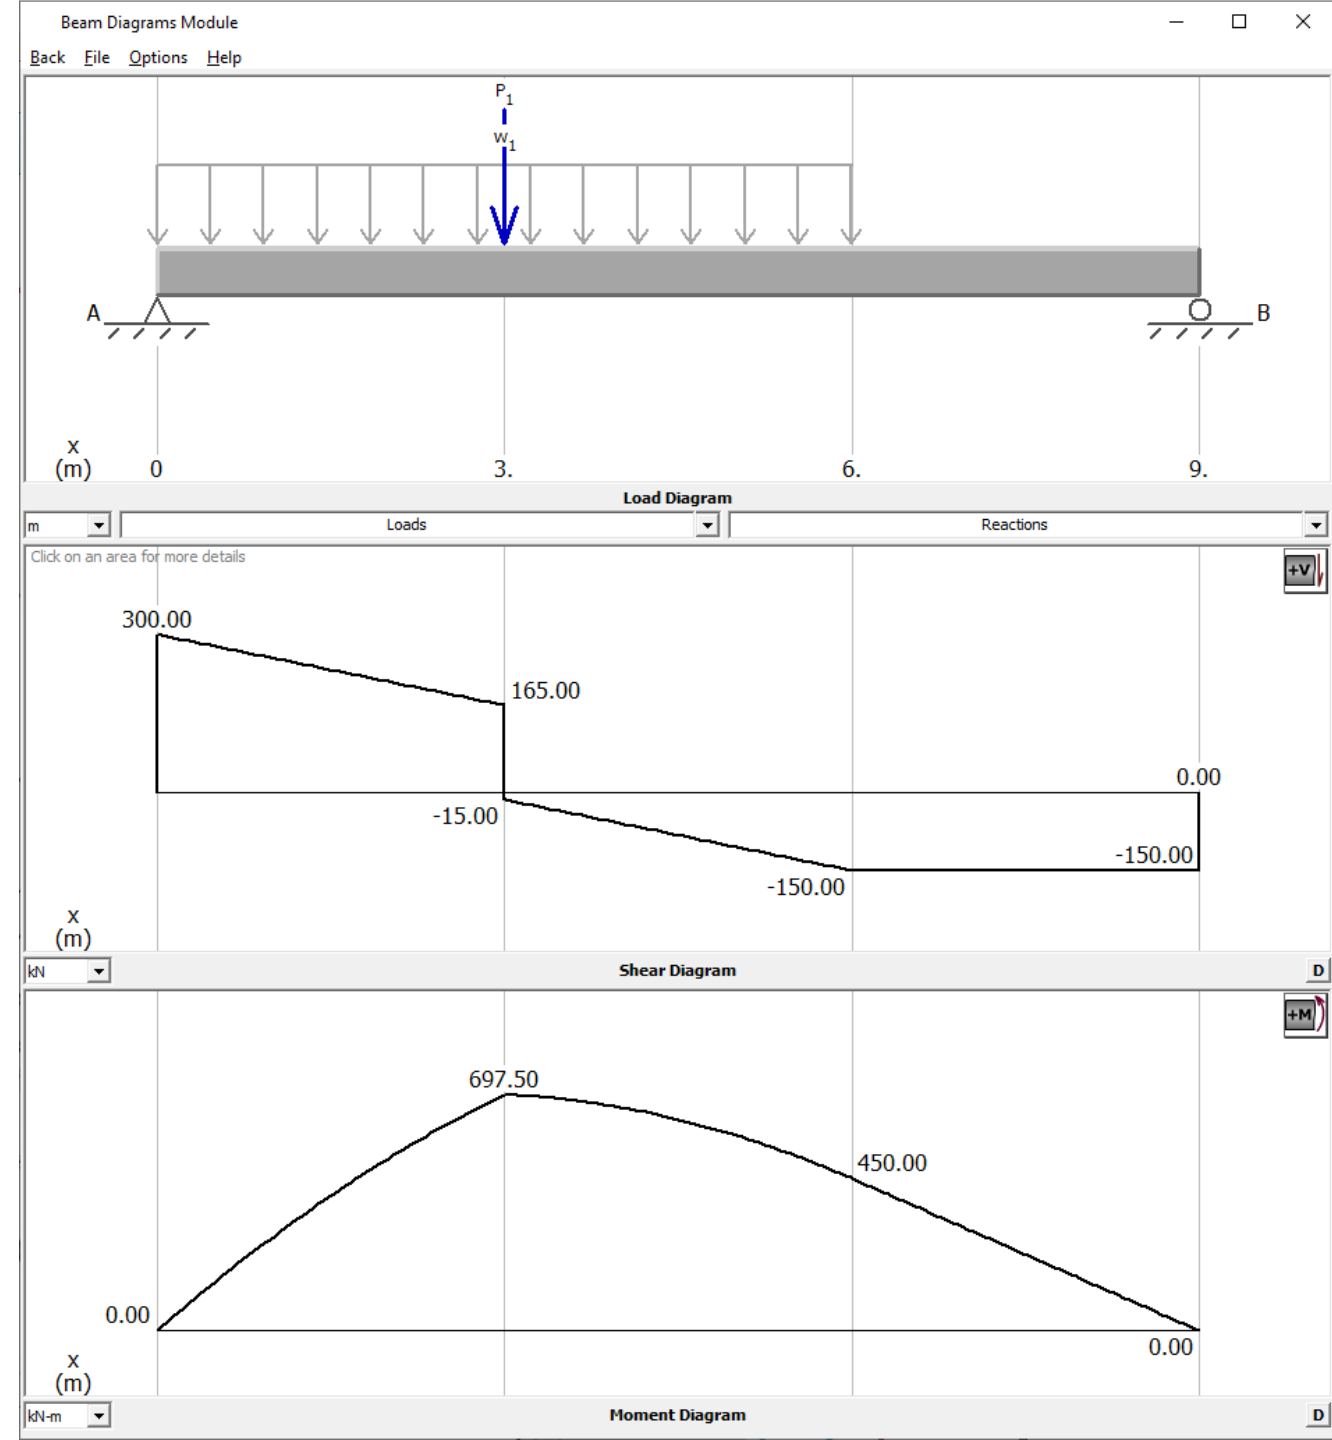 Beam Diagrams Module
Back File Options Help
P1
w1
A
B
x
(m) 0 3. 6. 9.
Load Diagram
m Loads Reactions
Click on an area for more details
+V
300.00
165.00
0.00
-15.00
-150.00
-150.00
x
(m)
kN Shear Diagram D
+M
697.50
450.00
0.00
0.00
x
(m)
kN-m Moment Diagram D